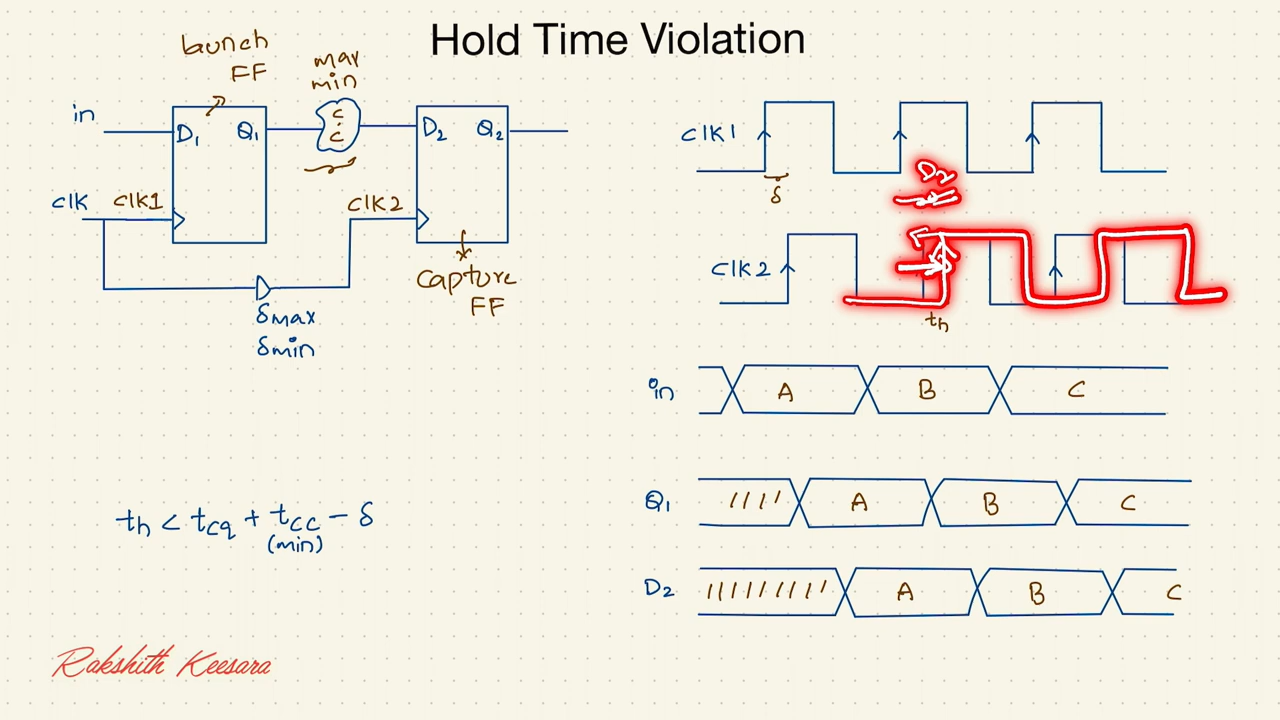 Hold Time Violation
launch
FF
max
min
in
D1 Q1
C
C
D2 Q2
clk clk1
clk2
δmax
δmin
Capture
FF
clk1
δ
D2
clk2
th
in A B C
Q1 A B C
D2 A B C
th < tcq + tcc - δ
(min)
Rakshith Keesara